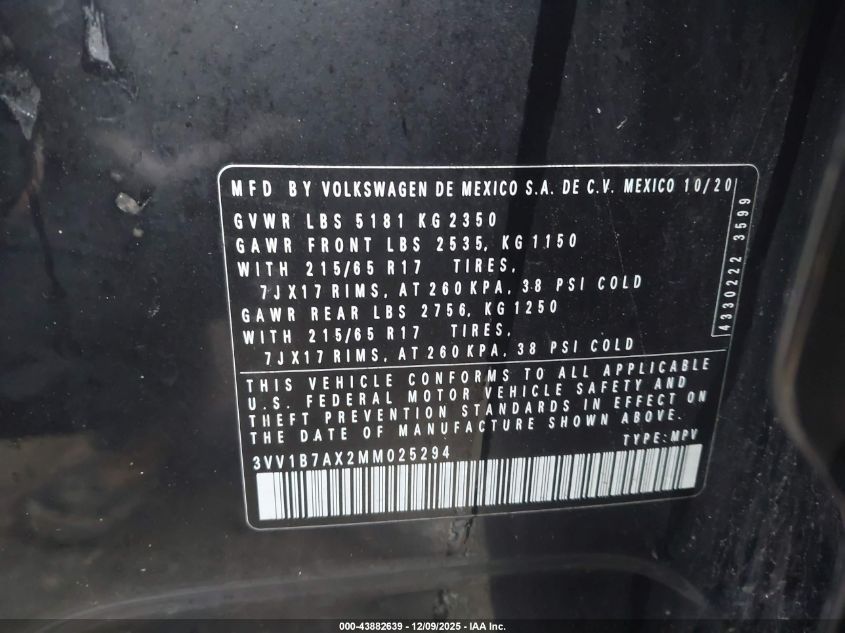 MFD BY VOLKSWAGEN DE MEXICO S.A. DE C.V. MEXICO 10/20
GVWR LBS 5181 KG 2350
GAWR FRONT LBS 2535, KG 1150
WITH 215/65 R17 TIRES,
7JX17 RIMS, AT 260 KPA, 38 PSI COLD
GAWR REAR LBS 2756, KG 1250
WITH 215/65 R17 TIRES,
7JX17 RIMS, AT 260 KPA, 38 PSI COLD
4330222 3599
THIS VEHICLE CONFORMS TO ALL APPLICABLE
U.S. FEDERAL MOTOR VEHICLE SAFETY AND
THEFT PREVENTION STANDARDS IN EFFECT ON
THE DATE OF MANUFACTURE SHOWN ABOVE.
TYPE: MPV
3VV1B7AX2MM025294
000-43882639 - 12/09/2025 - IAA Inc.